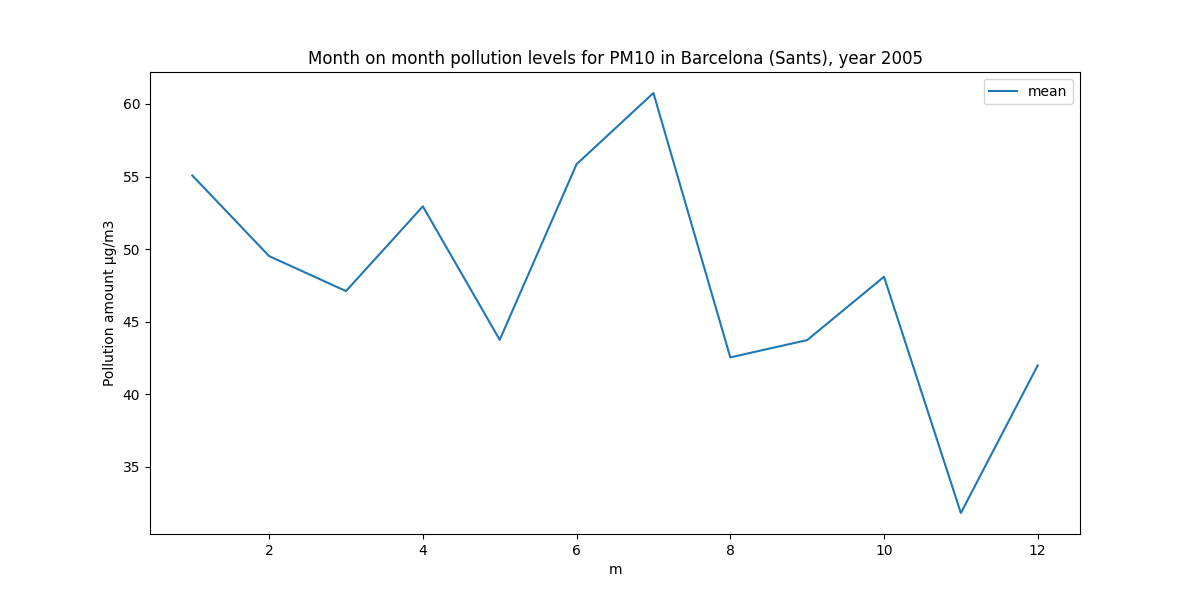 Month on month pollution levels for PM10 in Barcelona (Sants), year 2005
mean
Pollution amount µg/m3
60
55
50
45
40
35
2 4 6 8 10 12
m